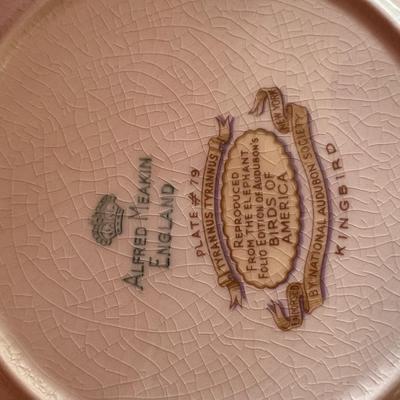 ALFRED MEAKIN
ENGLAND
PLATE # 79
TYRANNUS TYRANNUS
REPRODUCED
FROM THE ELEPHANT
FOLIO EDITION OF AUDUBON'S
BIRDS OF
AMERICA
ENDORSED
BY NATIONAL AUDUBON SOCIETY
NEW YORK
KINGBIRD